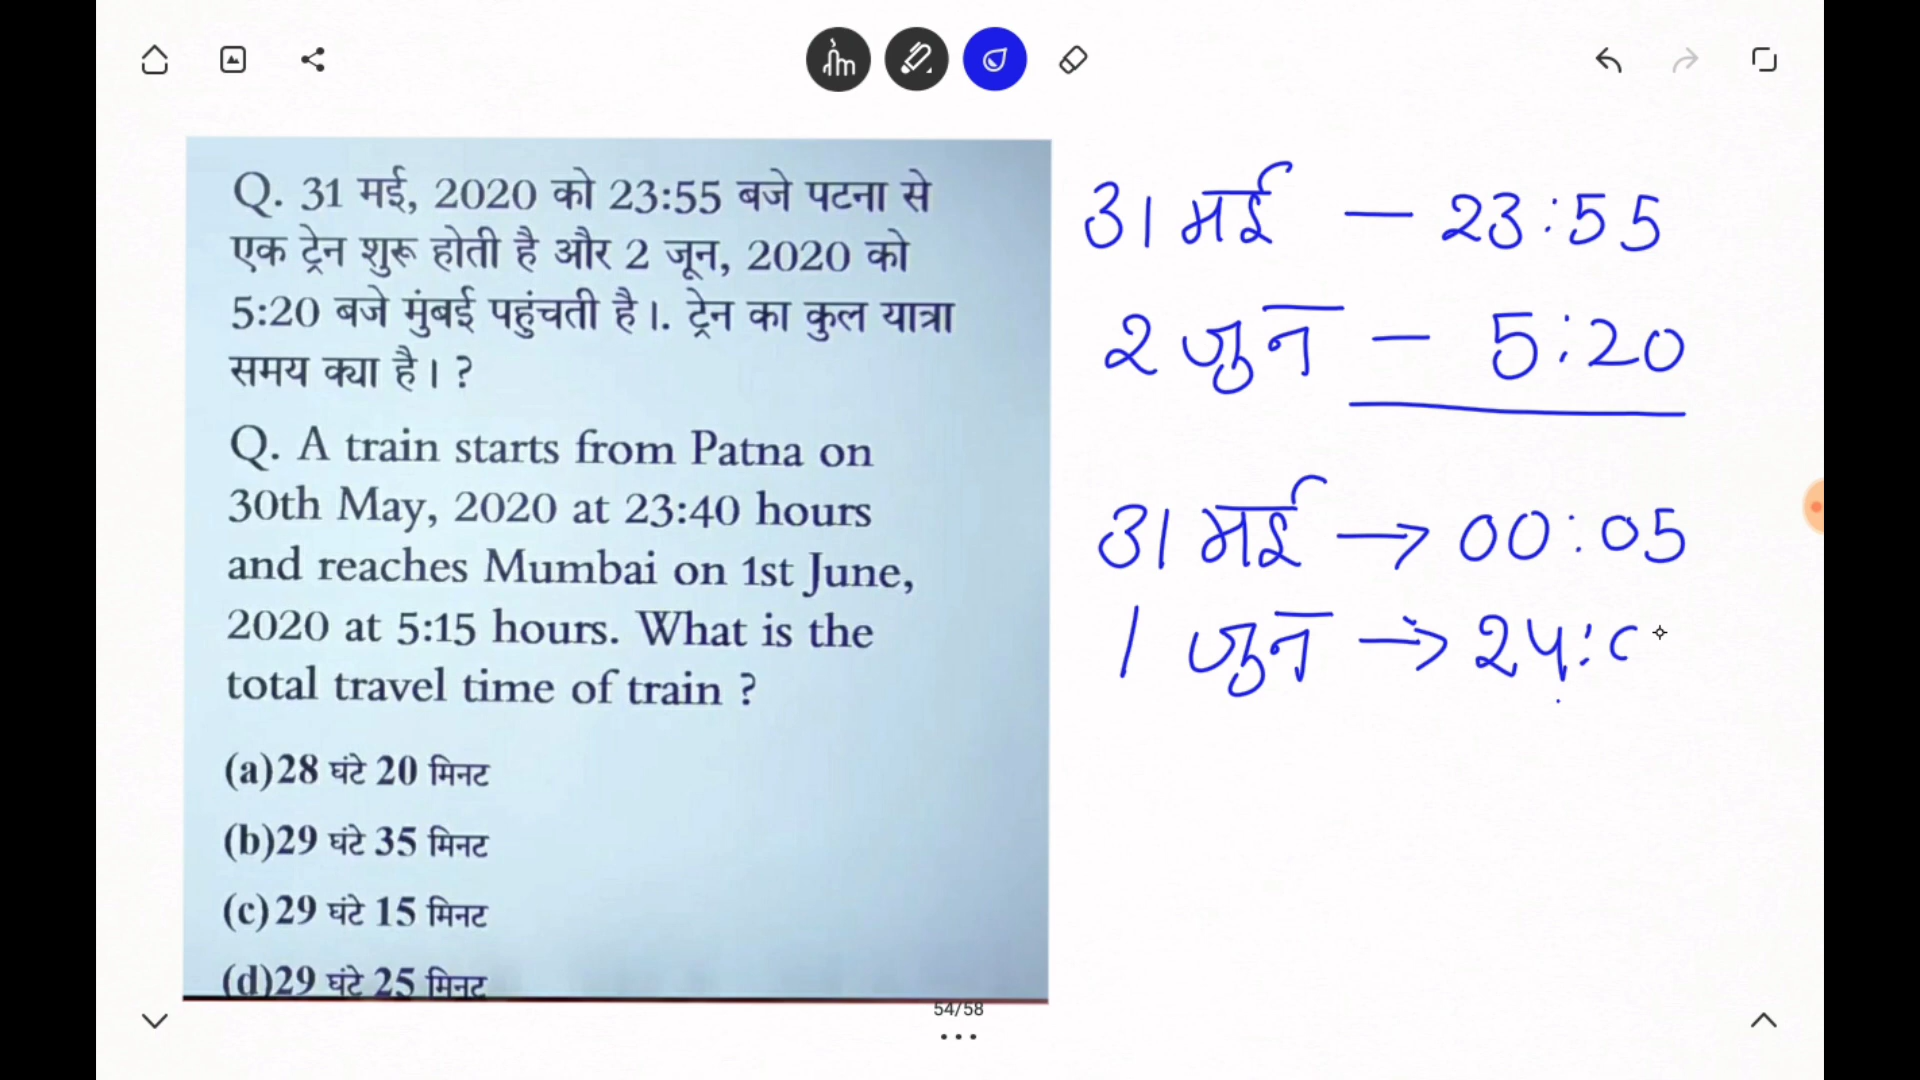 Q. 31 मई, 2020 को 23:55 बजे पटना से
एक ट्रेन शुरू होती है और 2 जून, 2020 को
5:20 बजे मुंबई पहुंचती है।. ट्रेन का कुल यात्रा
समय क्या है। ?
Q. A train starts from Patna on
30th May, 2020 at 23:40 hours
and reaches Mumbai on 1st June,
2020 at 5:15 hours. What is the
total travel time of train ?
(a)28 घंटे 20 मिनट
(b)29 घंटे 35 मिनट
(c) 29 घंटे 15 मिनट
(d)29 घंटे 25 मिनट
31 मई – 23:55
2 जून – 5:20
31 मई → 00:05
1 जून → 24:0
54/58